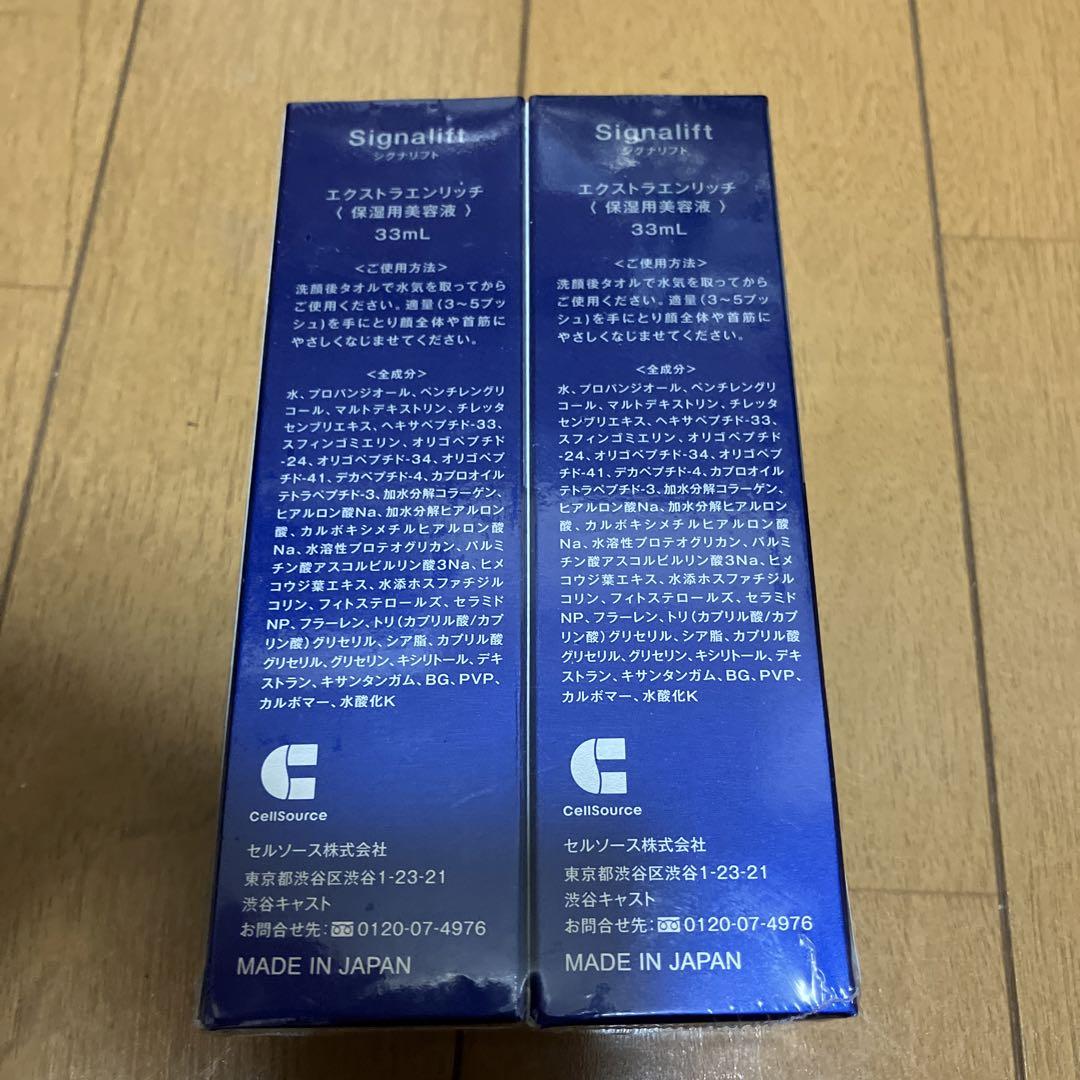 Signalift
シグナリフト
エクストラエンリッチ
〈 保湿用美容液 〉
33mL
<ご使用方法>
洗顔後タオルで水気を取ってから
ご使用ください。適量(3〜5プッ
シュ)を手にとり顔全体や首筋に
やさしくなじませてください。
<全成分>
水、プロパンジオール、ペンチレングリ
コール、マルトデキストリン、チレッタ
センブリエキス、ヘキサペプチド-33、
スフィンゴミエリン、オリゴペプチド
-24、オリゴペプチド-34、オリゴペプ
チド-41、デカペプチド-4、カプロオイル
テトラペプチド-3、加水分解コラーゲン、
ヒアルロン酸Na、加水分解ヒアルロン
酸、カルボキシメチルヒアルロン酸
Na、水溶性プロテオグリカン、パルミ
チン酸アスコルビルリン酸3Na、ヒメ
コウジ葉エキス、水添ホスファチジル
コリン、フィトステロールズ、セラミド
NP、フラーレン、トリ(カプリル酸/カプ
リン酸)グリセリル、シア脂、カプリル酸
グリセリル、グリセリン、キシリトール、デキ
ストラン、キサンタンガム、BG、PVP、
カルボマー、水酸化K
CellSource
セルソース株式会社
東京都渋谷区渋谷1-23-21
渋谷キャスト
お問合せ先:0120-07-4976
MADE IN JAPAN
Signalift
シグナリフト
エクストラエンリッチ
〈 保湿用美容液 〉
33mL
<ご使用方法>
洗顔後タオルで水気を取ってから
ご使用ください。適量(3〜5プッ
シュ)を手にとり顔全体や首筋に
やさしくなじませてください。
<全成分>
水、プロパンジオール、ペンチレングリ
コール、マルトデキストリン、チレッタ
センブリエキス、ヘキサペプチド-33、
スフィンゴミエリン、オリゴペプチド
-24、オリゴペプチド-34、オリゴペプ
チド-41、デカペプチド-4、カプロオイル
テトラペプチド-3、加水分解コラーゲン、
ヒアルロン酸Na、加水分解ヒアルロン
酸、カルボキシメチルヒアルロン酸
Na、水溶性プロテオグリカン、パルミ
チン酸アスコルビルリン酸3Na、ヒメ
コウジ葉エキス、水添ホスファチジル
コリン、フィトステロールズ、セラミド
NP、フラーレン、トリ(カプリル酸/カプ
リン酸)グリセリル、シア脂、カプリル酸
グリセリル、グリセリン、キシリトール、デキ
ストラン、キサンタンガム、BG、PVP、
カルボマー、水酸化K
CellSource
セルソース株式会社
東京都渋谷区渋谷1-23-21
渋谷キャスト
お問合せ先:0120-07-4976
MADE IN JAPAN